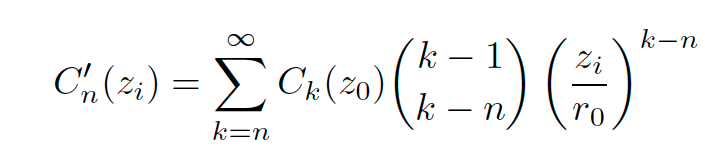 $$C'_n(z_i) = \sum_{k=n}^{\infty} C_k(z_0) \binom{k-1}{k-n} \left(\frac{z_i}{r_0}\right)^{k-n}$$